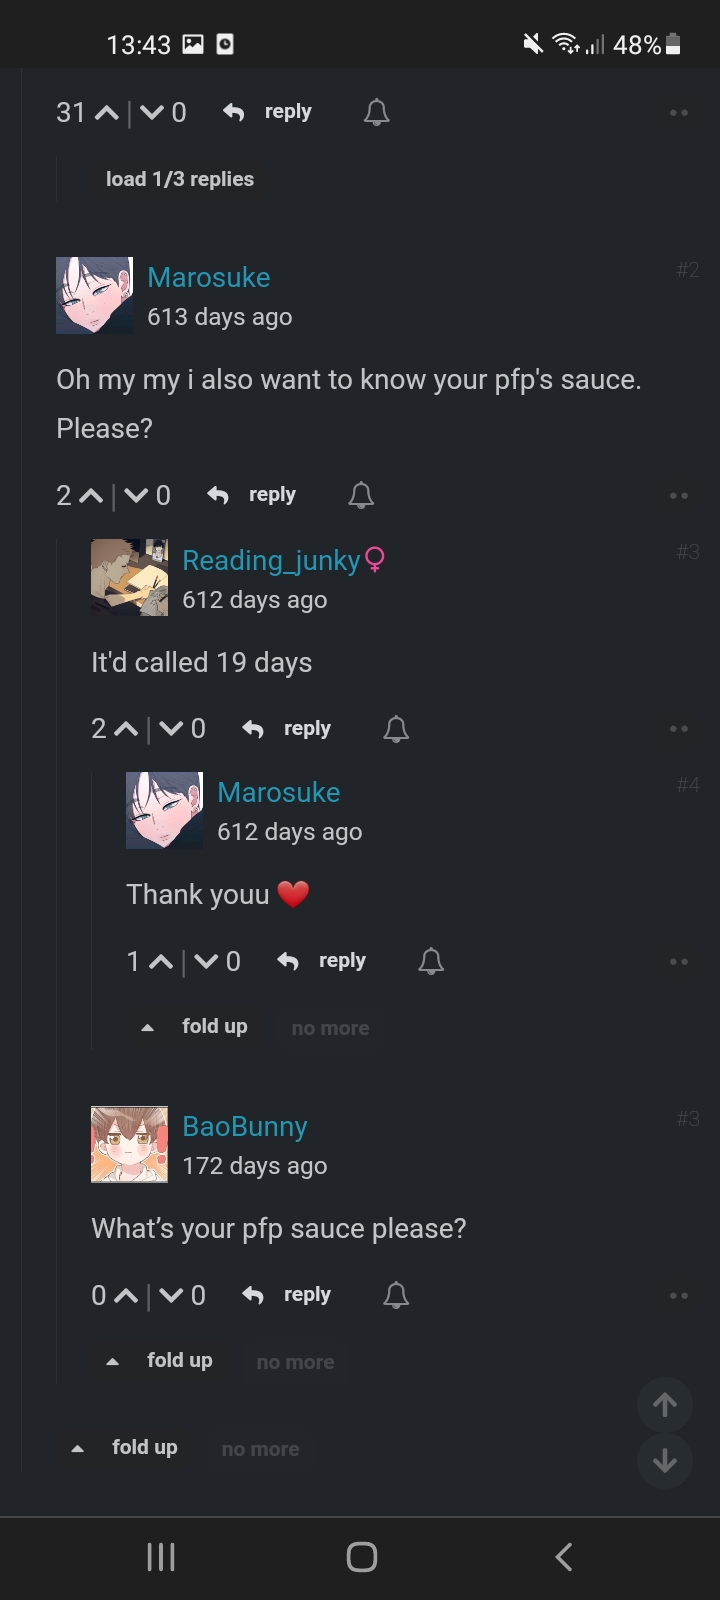 13:43 48%
31 | 0 reply
load 1/3 replies
Marosuke #2
613 days ago
Oh my my i also want to know your pfp's sauce.
Please?
2 | 0 reply
Reading_junky♀ #3
612 days ago
It'd called 19 days
2 | 0 reply
Marosuke #4
612 days ago
Thank youu ❤️
1 | 0 reply
fold up no more
BaoBunny #3
172 days ago
What’s your pfp sauce please?
0 | 0 reply
fold up no more
fold up no more